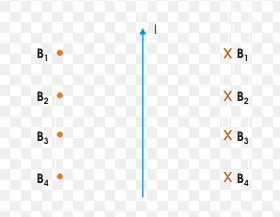 I
B₁ X B₁
B₂ X B₂
B₃ X B₃
B₄ X B₄